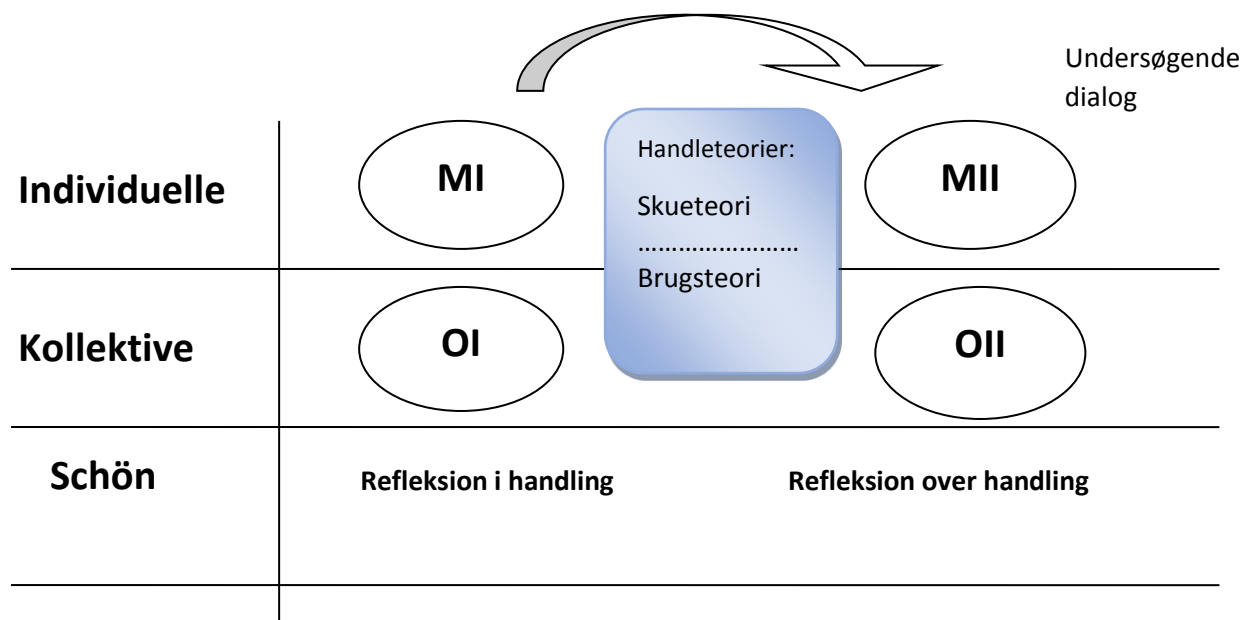 Undersøgende
dialog
Individuelle
MI
Handleteorier:
Skueteori
........................
Brugsteori
MII
Kollektive
OI
OII
Schön
Refleksion i handling
Refleksion over handling